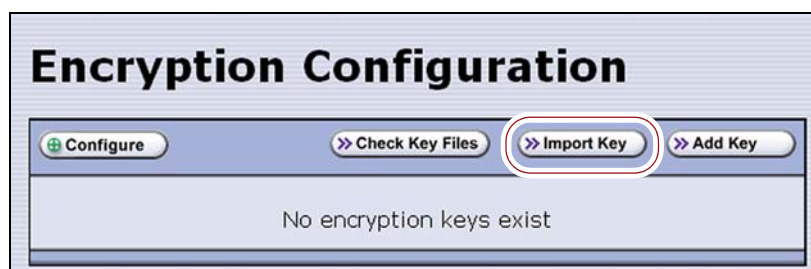 Encryption Configuration
Configure Check Key Files Import Key Add Key
No encryption keys exist